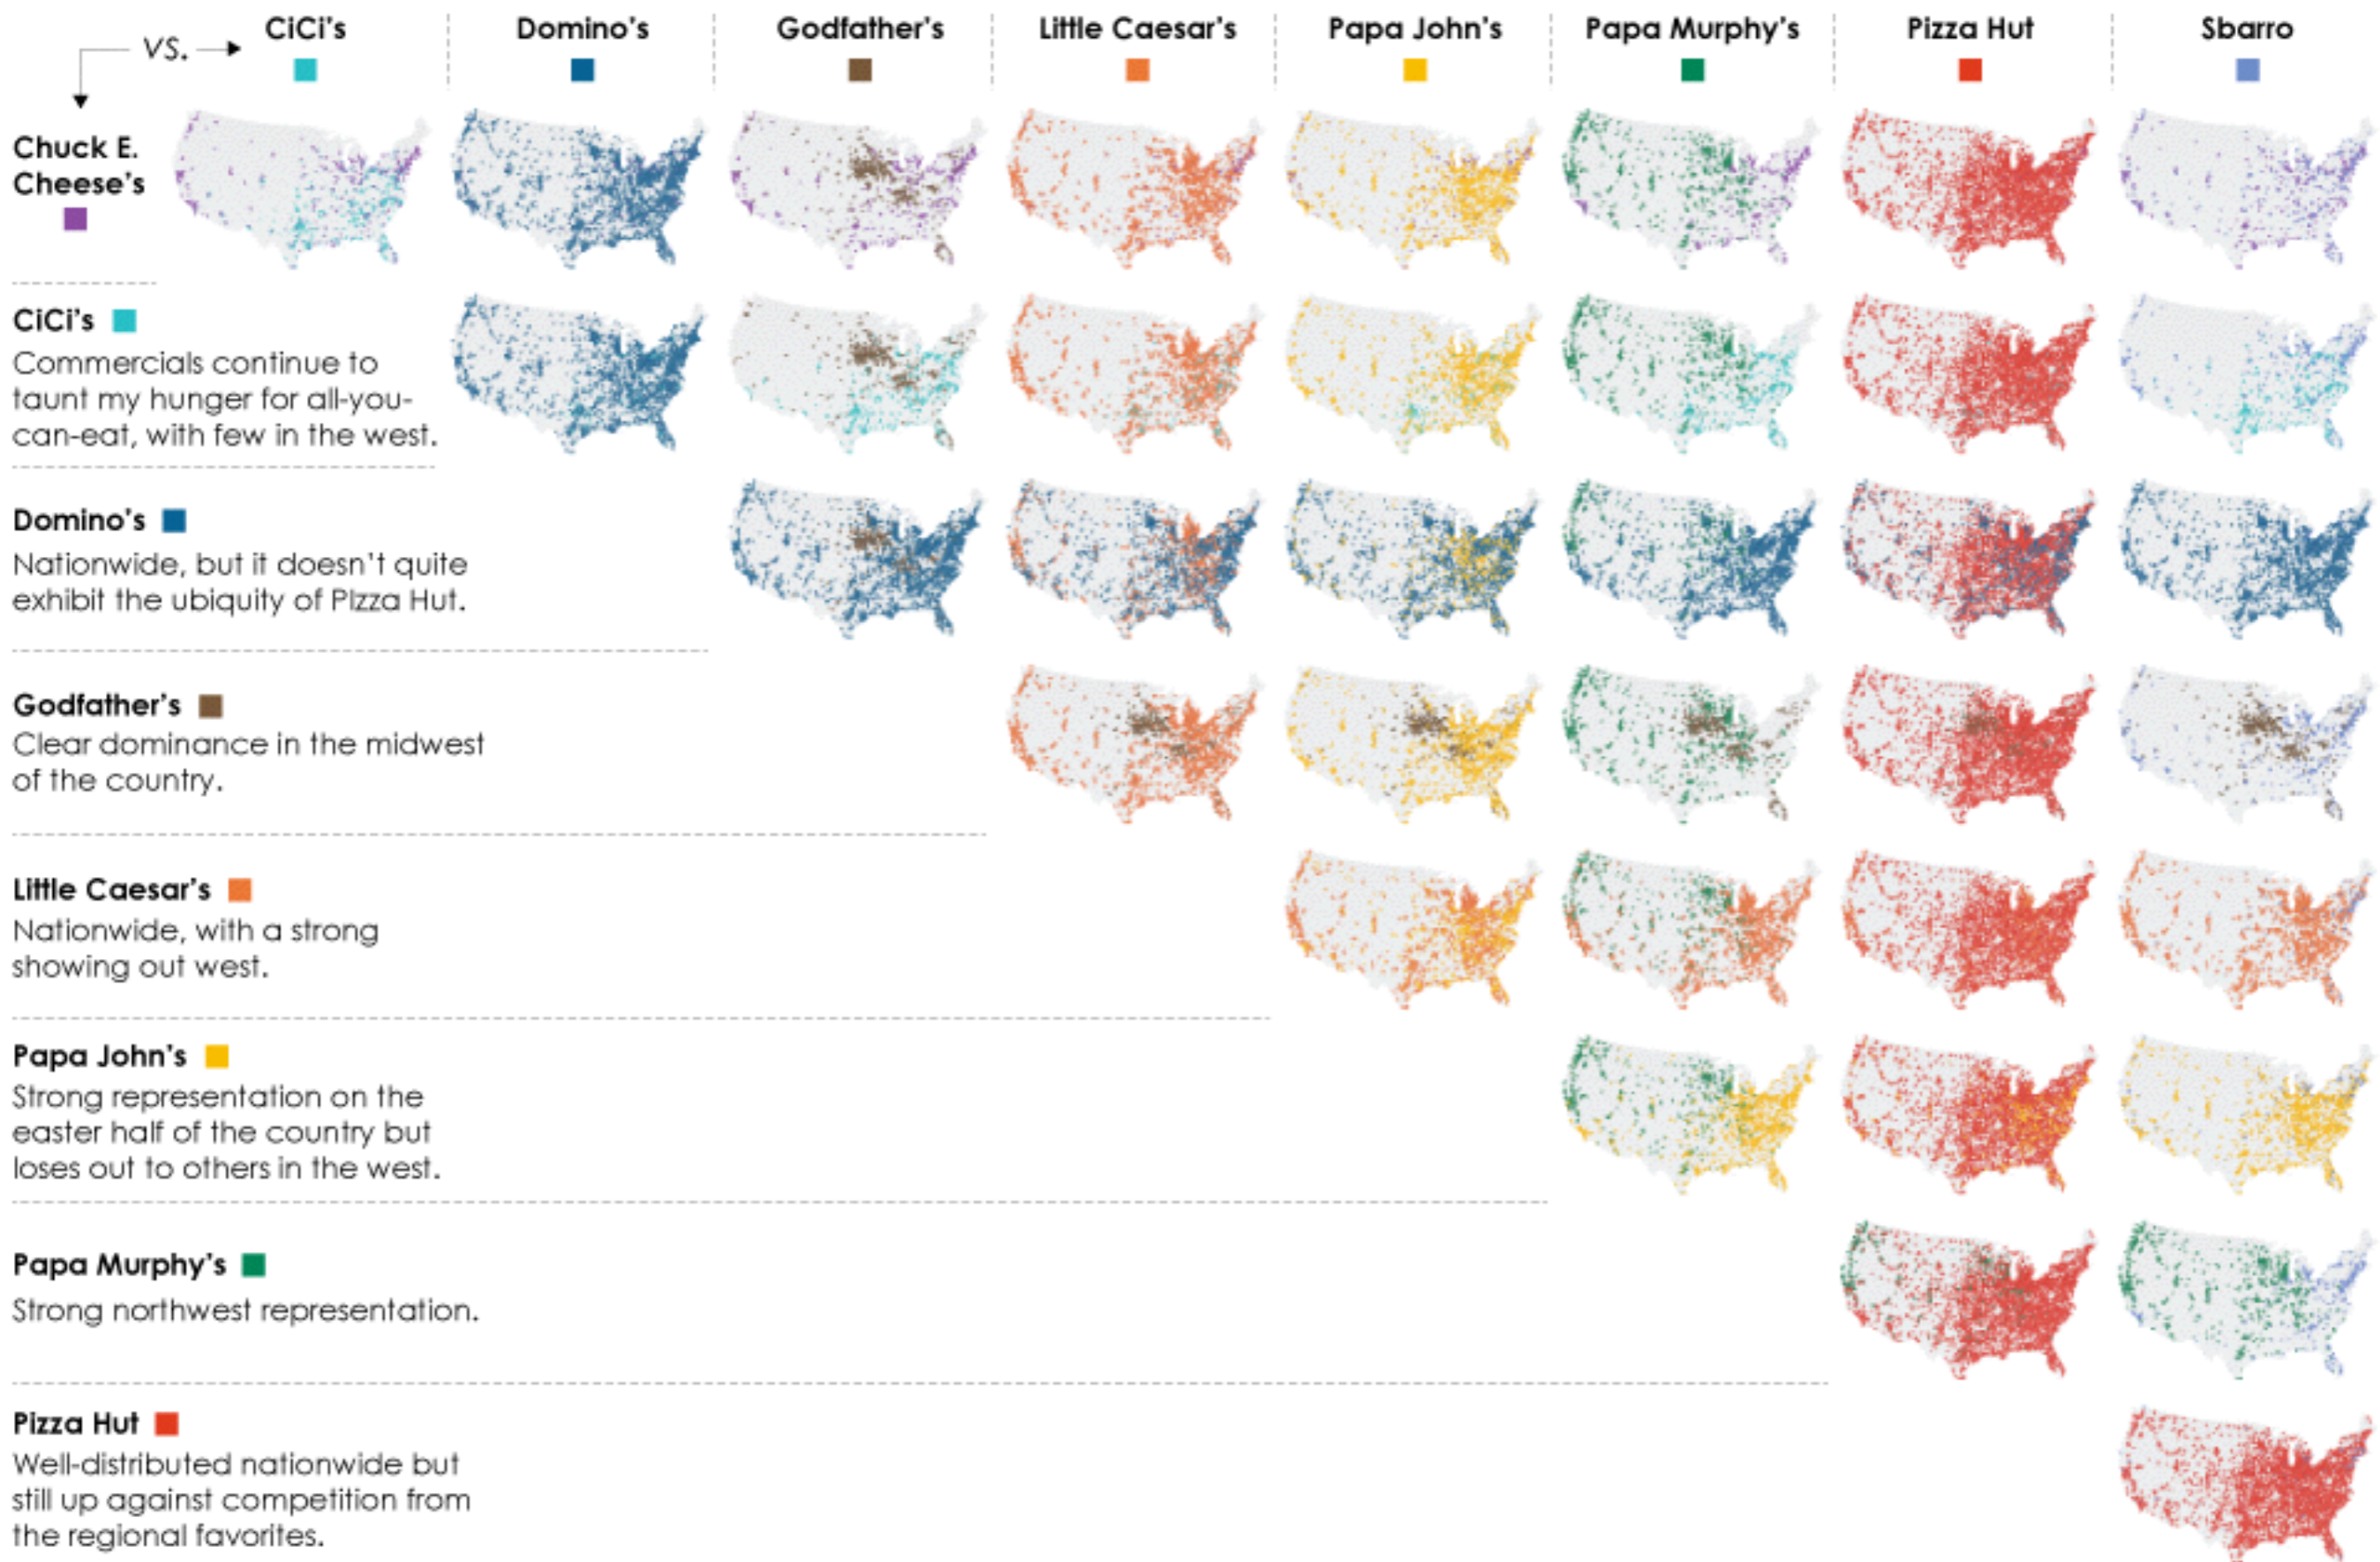 VS.
CiCi's
Domino's
Godfather's
Little Caesar's
Papa John's
Papa Murphy's
Pizza Hut
Sbarro
Chuck E.
Cheese's
CiCi's
Commercials continue to
taunt my hunger for all-you-
can-eat, with few in the west.
Domino's
Nationwide, but it doesn't quite
exhibit the ubiquity of PIzza Hut.
Godfather's
Clear dominance in the midwest
of the country.
Little Caesar's
Nationwide, with a strong
showing out west.
Papa John's
Strong representation on the
easter half of the country but
loses out to others in the west.
Papa Murphy's
Strong northwest representation.
Pizza Hut
Well-distributed nationwide but
still up against competition from
the regional favorites.